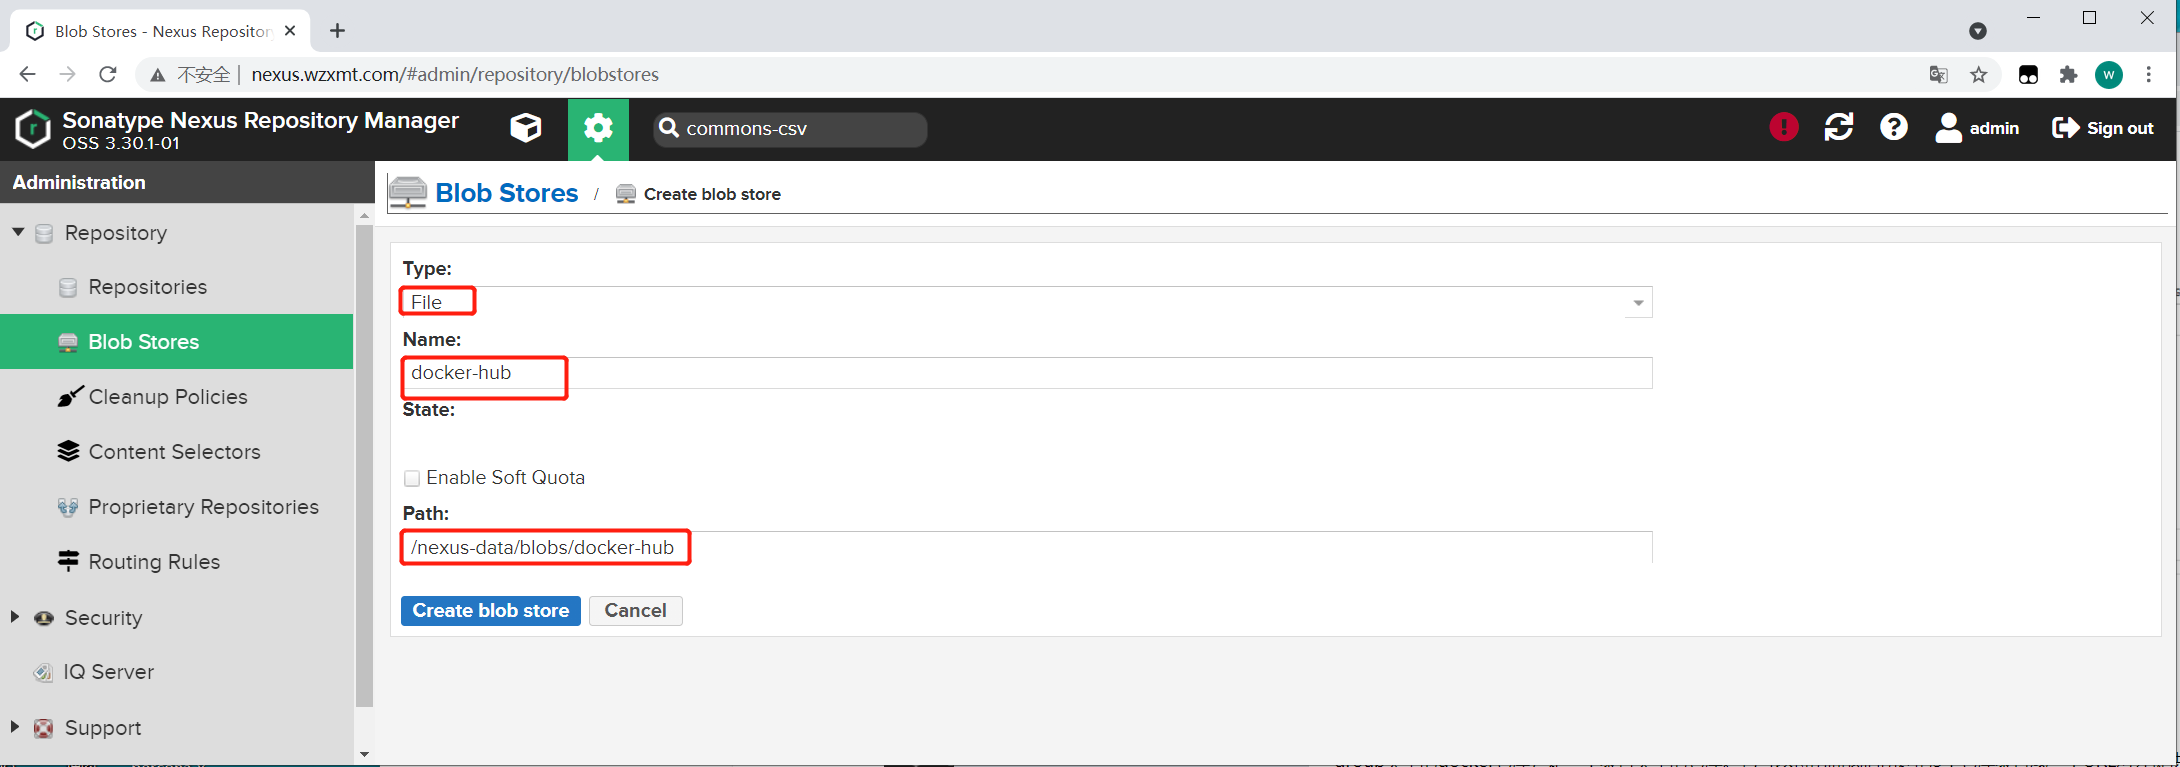 Blob Stores - Nexus Repository
不安全 | nexus.wzxmt.com/#admin/repository/blobstores
W
Sonatype Nexus Repository Manager
OSS 3.30.1-01
commons-csv
admin
Sign out
Administration
Blob Stores / Create blob store
Repository
Repositories
Blob Stores
Cleanup Policies
Content Selectors
Proprietary Repositories
Routing Rules
Security
IQ Server
Support
Type:
File
Name:
docker-hub
State:
Enable Soft Quota
Path:
/nexus-data/blobs/docker-hub
Create blob store
Cancel